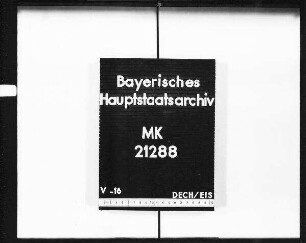 Bayerisches
Hauptstaatsarchiv
MK
21288
V -16 DECH/EIS